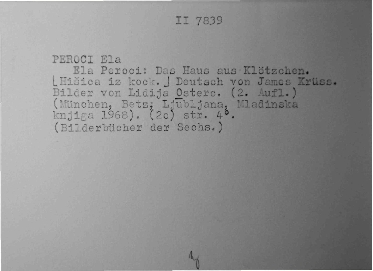 II 7839
PEROCI Ela
Ela Peroci: Das Haus aus Klötzchen.
[Hišica iz kock.] Deutsch von James Krüss.
Bilder von Lidija Osterc. (2. Aufl.)
(München, Betz; Ljubljana, Mladinska
knjiga 1968). (20) str. 4°.
(Bilderbücher der Sechs.)